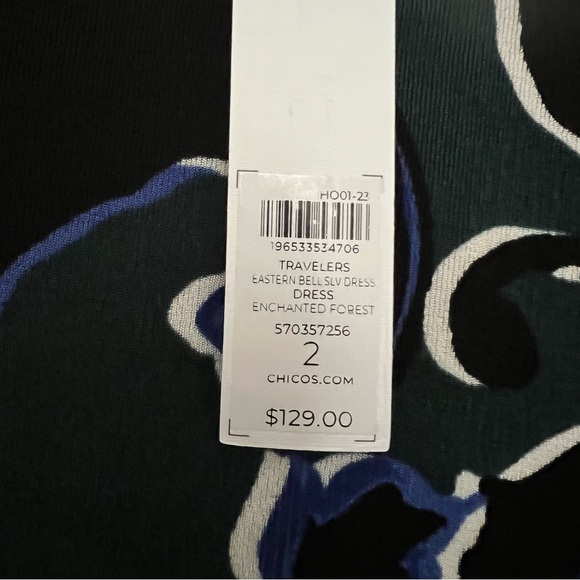 HO01-23
196533534706
TRAVELERS
EASTERN BELL SLV DRESS
DRESS
ENCHANTED FOREST
570357256
2
CHICOS.COM
$129.00